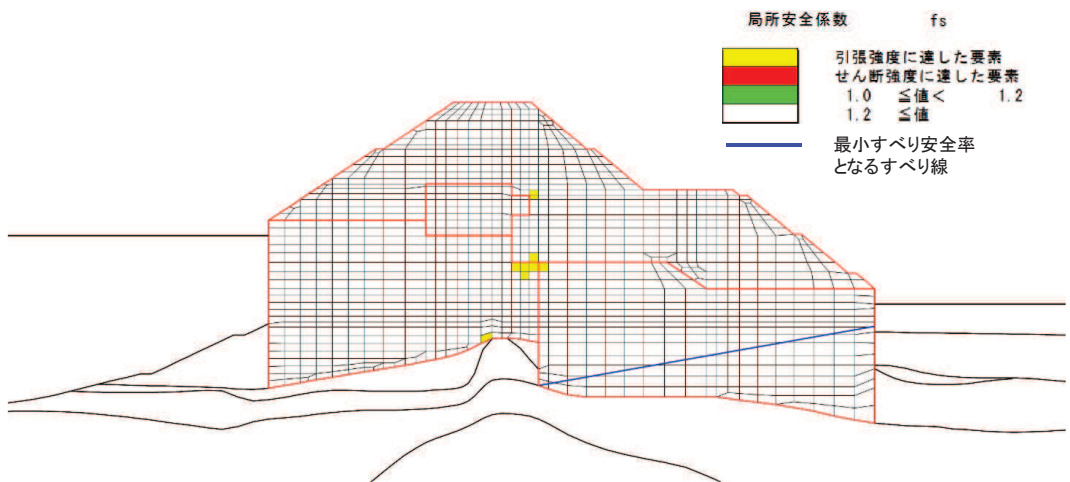 局所安全係数 fs
引張強度に達した要素
せん断強度に達した要素
1.0 ≦値< 1.2
1.2 ≦値
最小すべり安全率
となるすべり線